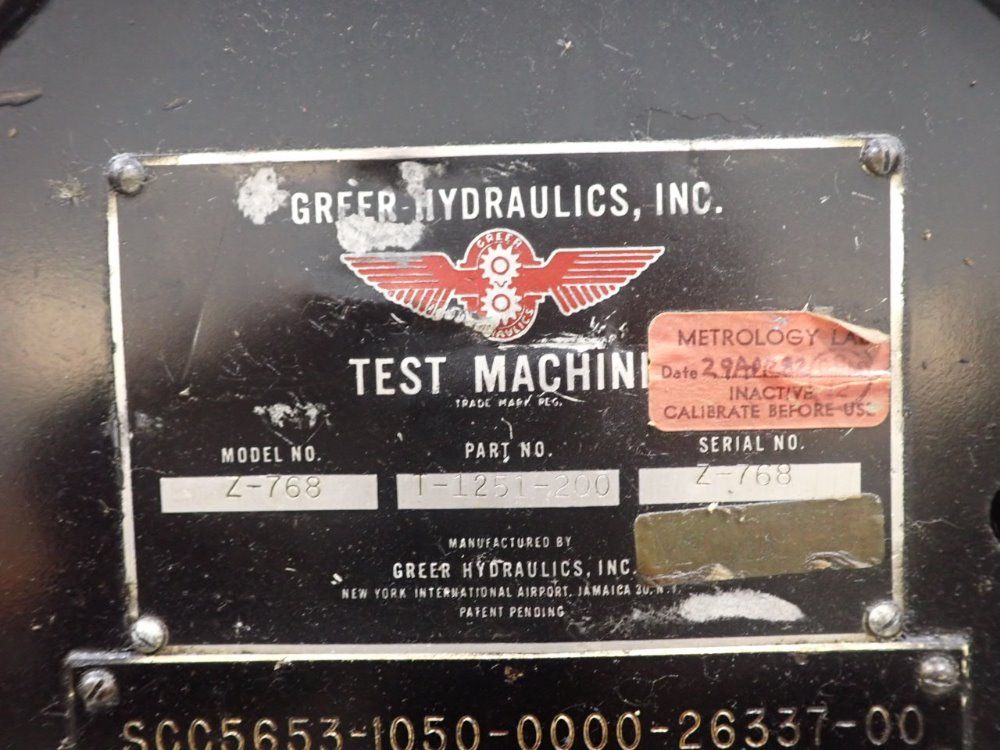 GREER HYDRAULICS, INC.
GREER
HYDRAULICS
TEST MACHINE
TRADE MARK REG.
METROLOGY LAB
Date
INACTIVE
CALIBRATE BEFORE USE
MODEL NO. PART NO. SERIAL NO.
Z-768 T-1251-200 Z-768
MANUFACTURED BY
GREER HYDRAULICS, INC.
NEW YORK INTERNATIONAL AIRPORT, JAMAICA 30, N.Y.
PATENT PENDING
SCC5653-1050-0000-26337-00